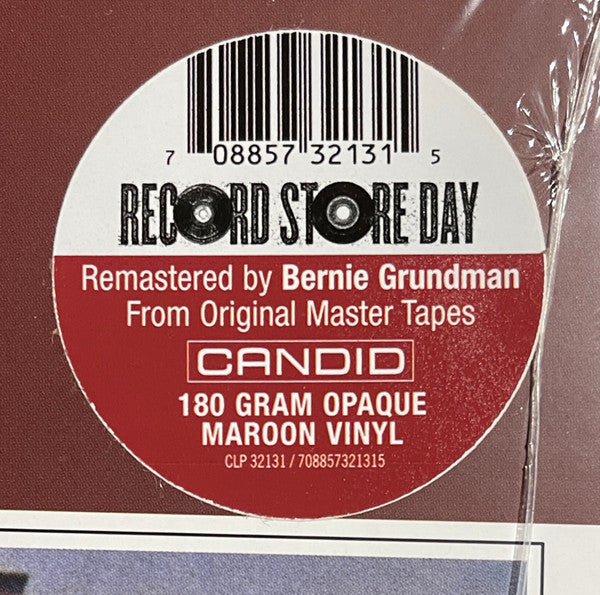 7 08857 32131 5
RECORD STORE DAY
Remastered by Bernie Grundman
From Original Master Tapes
CANDID
180 GRAM OPAQUE
MAROON VINYL
CLP 32131 / 708857321315